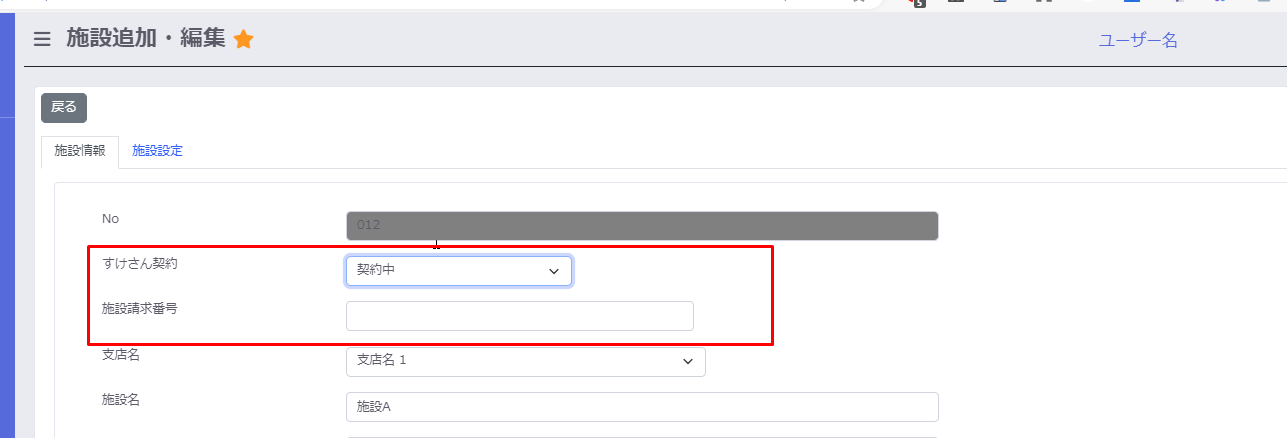 施設追加・編集
ユーザー名
戻る
施設情報 施設設定
No 012
すけさん契約 契約中
施設請求番号
支店名 支店名 1
施設名 施設A